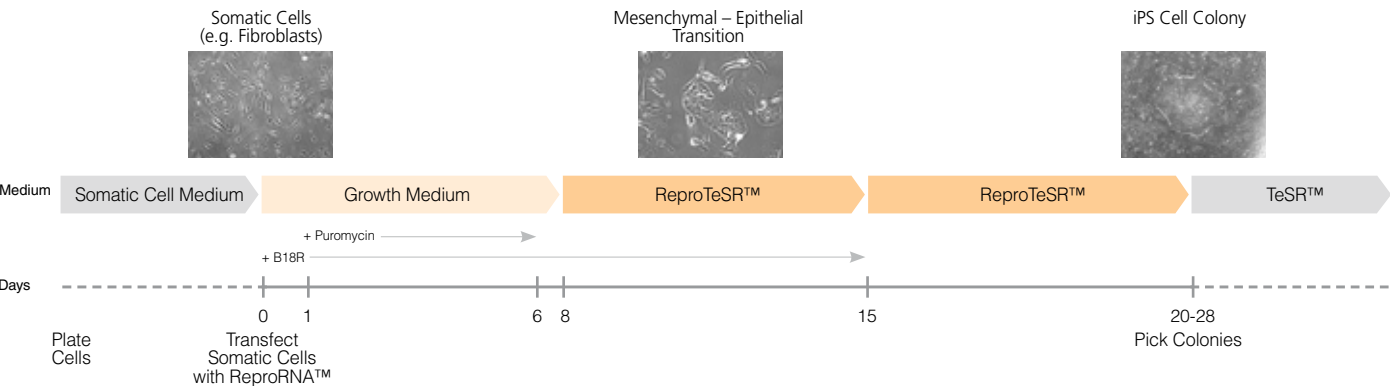 Somatic Cells
(e.g. Fibroblasts)
Mesenchymal – Epithelial
Transition
iPS Cell Colony
Medium
Somatic Cell Medium
Growth Medium
ReproTeSR™
ReproTeSR™
TeSR™
+ Puromycin
+ B18R
Days
0
1
6
8
15
20-28
Plate
Cells
Transfect
Somatic Cells
with ReproRNA™
Pick Colonies